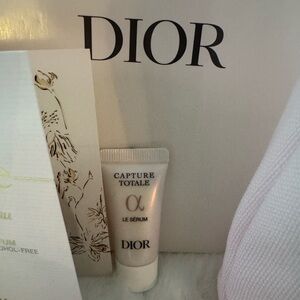 DIOR
CAPTURE
TOTALE
α
LE SÉRUM
DIOR